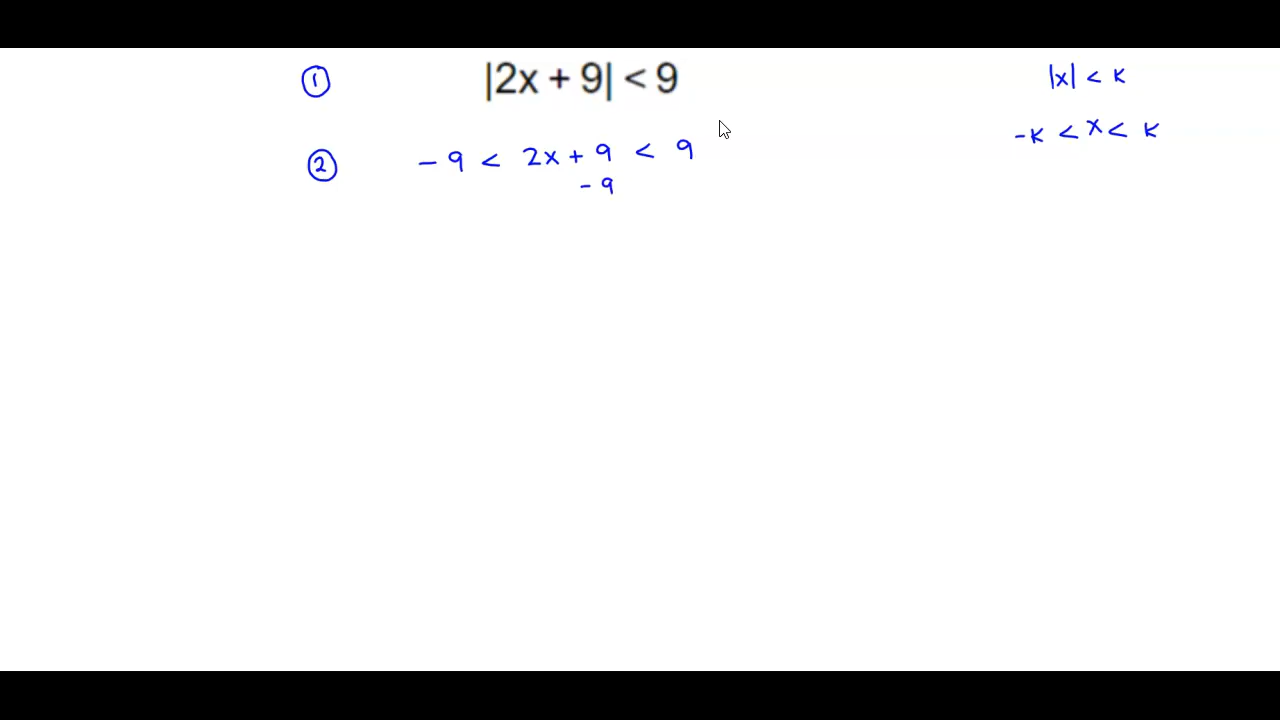 ① |2x + 9| < 9
|x| < k
② - 9 < 2x + 9 < 9
-k < x < k
- 9